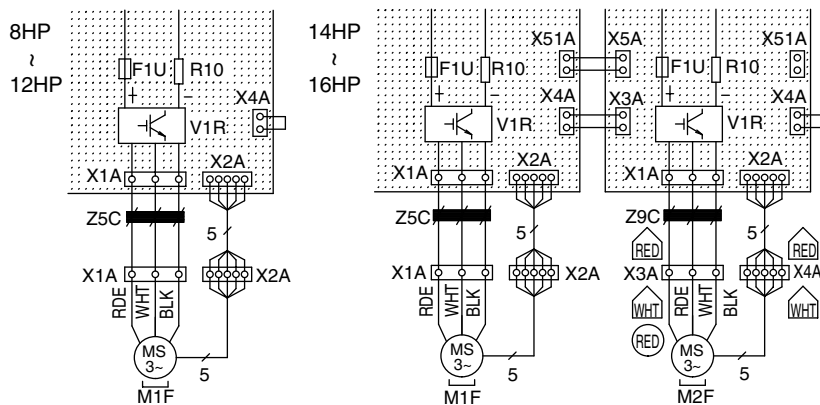 8HP
~
12HP
F1U
R10
+
−
X4A
V1R
X1A
X2A
Z5C
5
X1A
X2A
RDE
WHT
BLK
MS
3~
5
M1F
14HP
~
16HP
F1U
R10
+
−
X51A
X5A
X4A
X3A
V1R
X1A
X2A
Z5C
5
X1A
X2A
RDE
WHT
BLK
MS
3~
5
M1F
F1U
R10
+
−
X51A
X4A
V1R
X1A
X2A
Z9C
5
RED
RED
X3A
X4A
WHT
RED
RDE
WHT
BLK
WHT
MS
3~
5
M2F